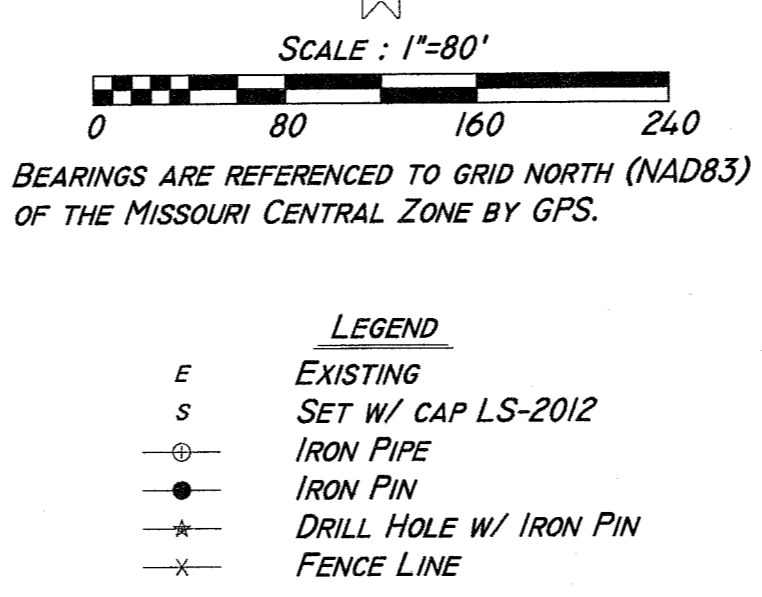 SCALE : 1"=80'
0 80 160 240
BEARINGS ARE REFERENCED TO GRID NORTH (NAD83)
OF THE MISSOURI CENTRAL ZONE BY GPS.
LEGEND
E EXISTING
S SET W/ CAP LS-2012
IRON PIPE
IRON PIN
DRILL HOLE W/ IRON PIN
X FENCE LINE